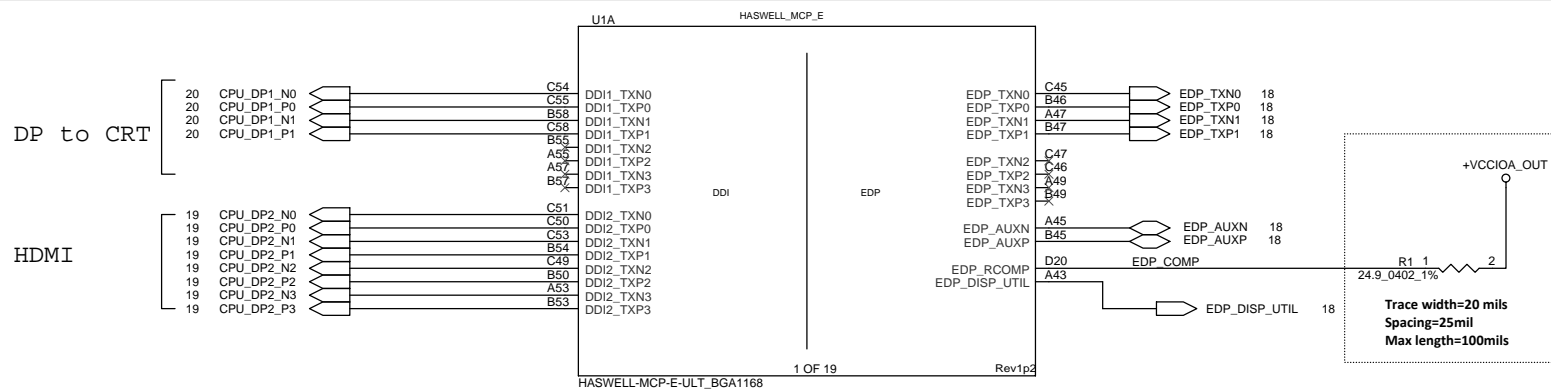 U1A HASWELL_MCP_E
DP to CRT
20 CPU_DP1_N0 C54 DDI1_TXN0
20 CPU_DP1_P0 C55 DDI1_TXP0
20 CPU_DP1_N1 B58 DDI1_TXN1
20 CPU_DP1_P1 C58 DDI1_TXP1
B55 DDI1_TXN2
A55 DDI1_TXP2
A57 DDI1_TXN3
B57 DDI1_TXP3
HDMI
19 CPU_DP2_N0 C51 DDI2_TXN0
19 CPU_DP2_P0 C50 DDI2_TXP0
19 CPU_DP2_N1 C53 DDI2_TXN1
19 CPU_DP2_P1 B54 DDI2_TXP1
19 CPU_DP2_N2 C49 DDI2_TXN2
19 CPU_DP2_P2 B50 DDI2_TXP2
19 CPU_DP2_N3 A53 DDI2_TXN3
19 CPU_DP2_P3 B53 DDI2_TXP3
DDI EDP
EDP_TXN0 C45 EDP_TXN0 18
EDP_TXP0 B46 EDP_TXP0 18
EDP_TXN1 A47 EDP_TXN1 18
EDP_TXP1 B47 EDP_TXP1 18
EDP_TXN2 C47
EDP_TXP2 C46
EDP_TXN3 A49
EDP_TXP3 B49
EDP_AUXN A45 EDP_AUXN 18
EDP_AUXP B45 EDP_AUXP 18
EDP_RCOMP D20 EDP_COMP
EDP_DISP_UTIL A43
EDP_DISP_UTIL 18
+VCCIOA_OUT
R1 1 2
24.9_0402_1%
Trace width=20 mils
Spacing=25mil
Max length=100mils
1 OF 19 Rev1p2
HASWELL-MCP-E-ULT_BGA1168